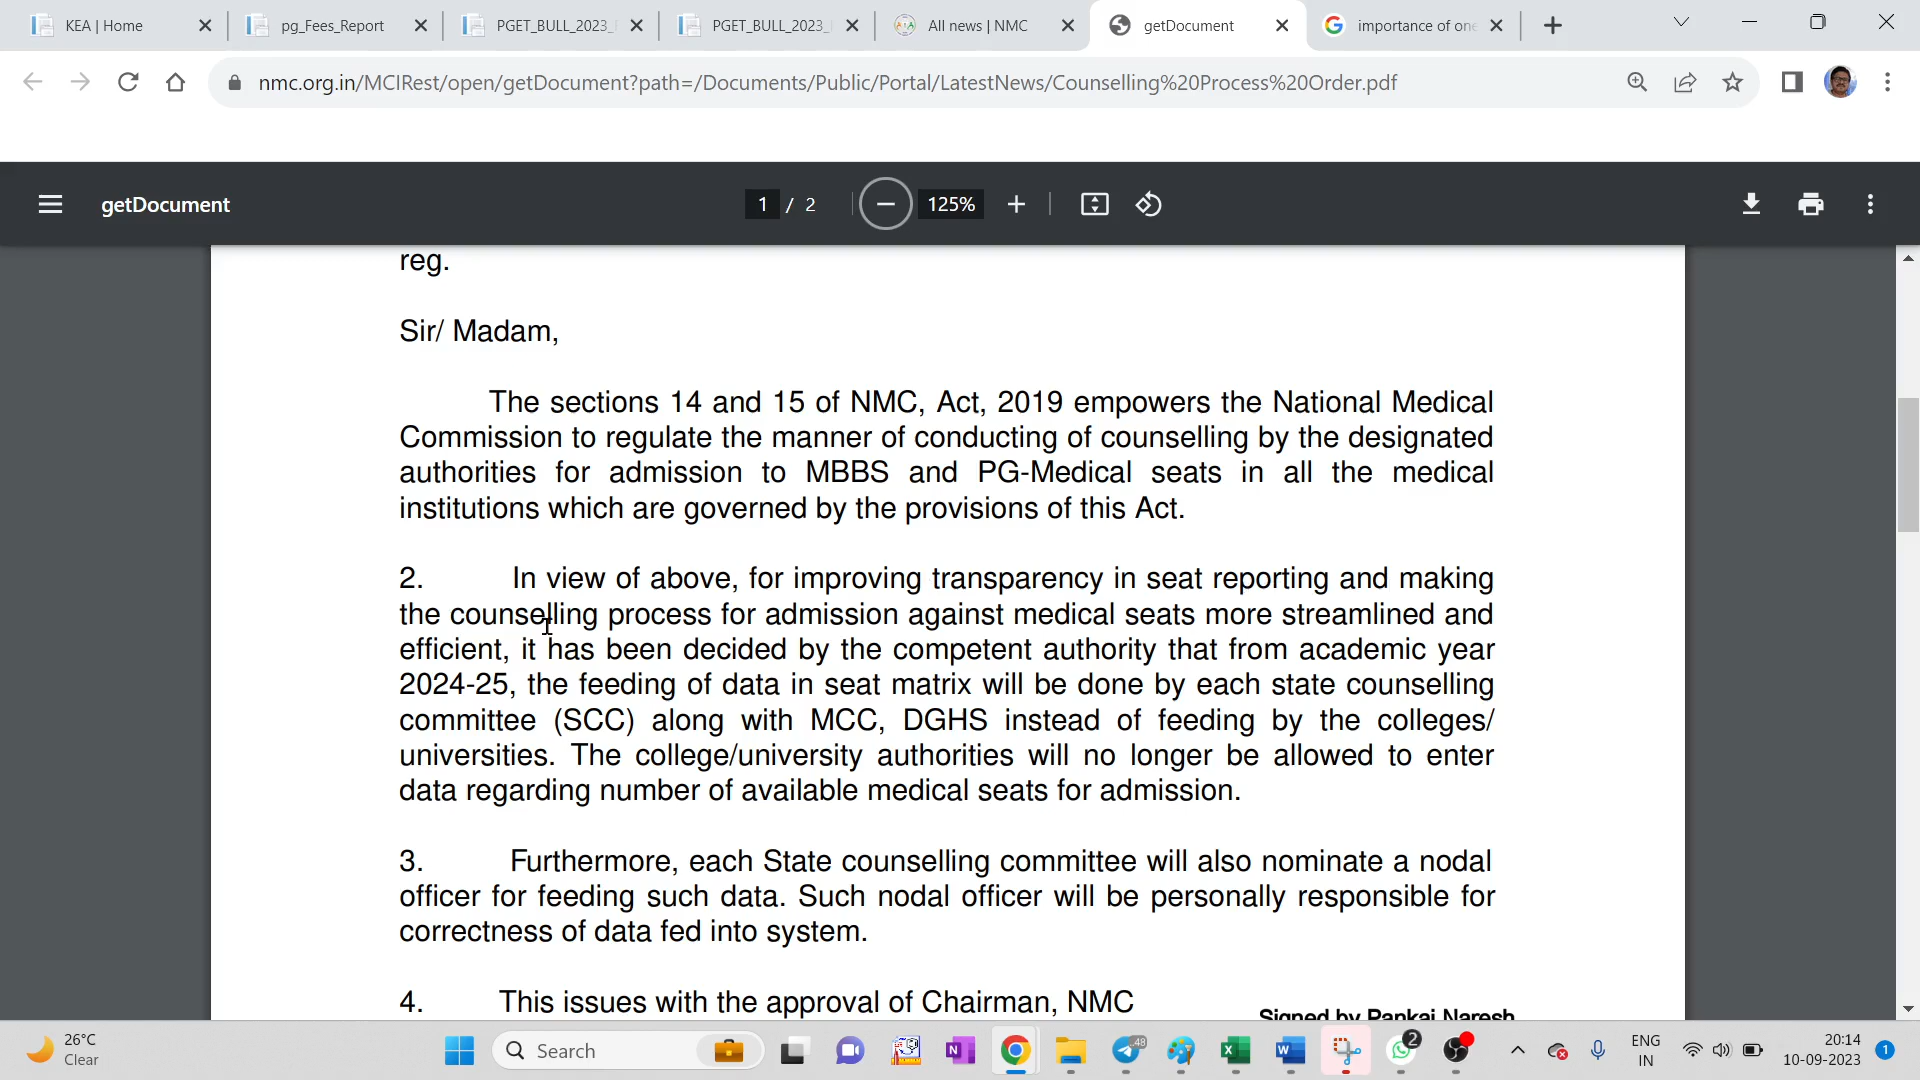 KEA | Home
pg_Fees_Report
PGET_BULL_2023_
PGET_BULL_2023_
All news | NMC
getDocument
importance of one
nmc.org.in/MCIRest/open/getDocument?path=/Documents/Public/Portal/LatestNews/Counselling%20Process%20Order.pdf
getDocument
1 / 2
125%
reg.
Sir/ Madam,
The sections 14 and 15 of NMC, Act, 2019 empowers the National Medical
Commission to regulate the manner of conducting of counselling by the designated
authorities for admission to MBBS and PG-Medical seats in all the medical
institutions which are governed by the provisions of this Act.
2. In view of above, for improving transparency in seat reporting and making
the counselling process for admission against medical seats more streamlined and
efficient, it has been decided by the competent authority that from academic year
2024-25, the feeding of data in seat matrix will be done by each state counselling
committee (SCC) along with MCC, DGHS instead of feeding by the colleges/
universities. The college/university authorities will no longer be allowed to enter
data regarding number of available medical seats for admission.
3. Furthermore, each State counselling committee will also nominate a nodal
officer for feeding such data. Such nodal officer will be personally responsible for
correctness of data fed into system.
4. This issues with the approval of Chairman, NMC
Signed by Pankaj Naresh
26°C
Clear
Search
48
2
ENG
IN
20:14
10-09-2023
1